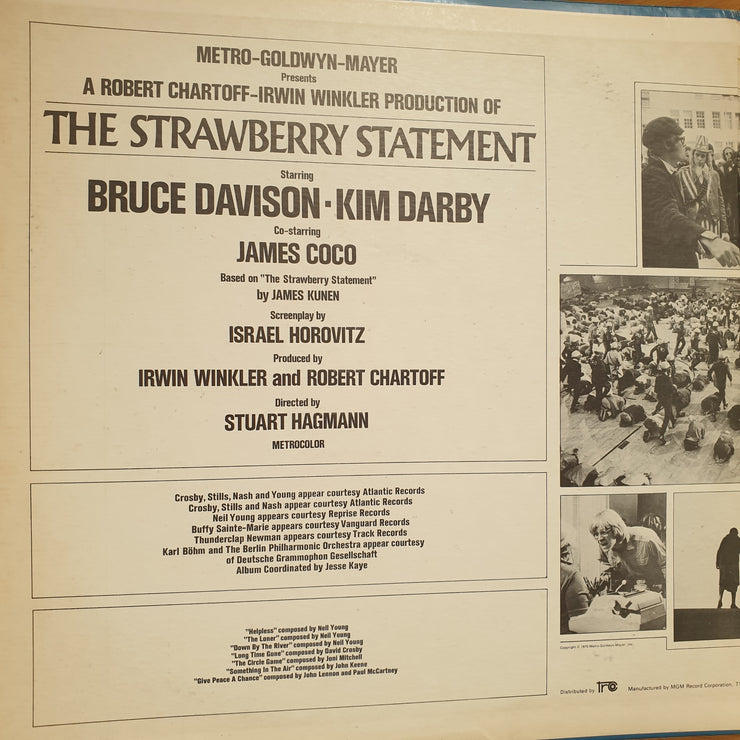 METRO-GOLDWYN-MAYER
Presents
A ROBERT CHARTOFF-IRWIN WINKLER PRODUCTION OF
THE STRAWBERRY STATEMENT
Starring
BRUCE DAVISON · KIM DARBY
Co-starring
JAMES COCO
Based on "The Strawberry Statement"
by JAMES KUNEN
Screenplay by
ISRAEL HOROVITZ
Produced by
IRWIN WINKLER and ROBERT CHARTOFF
Directed by
STUART HAGMANN
METROCOLOR
Crosby, Stills, Nash and Young appear courtesy Atlantic Records
Crosby, Stills and Nash appear courtesy Atlantic Records
Neil Young appears courtesy Reprise Records
Buffy Sainte-Marie appears courtesy Vanguard Records
Thunderclap Newman appears courtesy Track Records
Karl Böhm and The Berlin Philharmonic Orchestra appear courtesy
of Deutsche Grammophon Gesellschaft
Album Coordinated by Jesse Kaye
"Helpless" composed by Neil Young
"The Loner" composed by Neil Young
"Down By The River" composed by Neil Young
"Long Time Gone" composed by David Crosby
"The Circle Game" composed by Joni Mitchell
"Something In The Air" composed by John Keene
"Give Peace A Chance" composed by John Lennon and Paul McCartney
Copyright © 1970 Metro-Goldwyn-Mayer, Inc.
Distributed by TRC Manufactured by MGM Record Corporation,